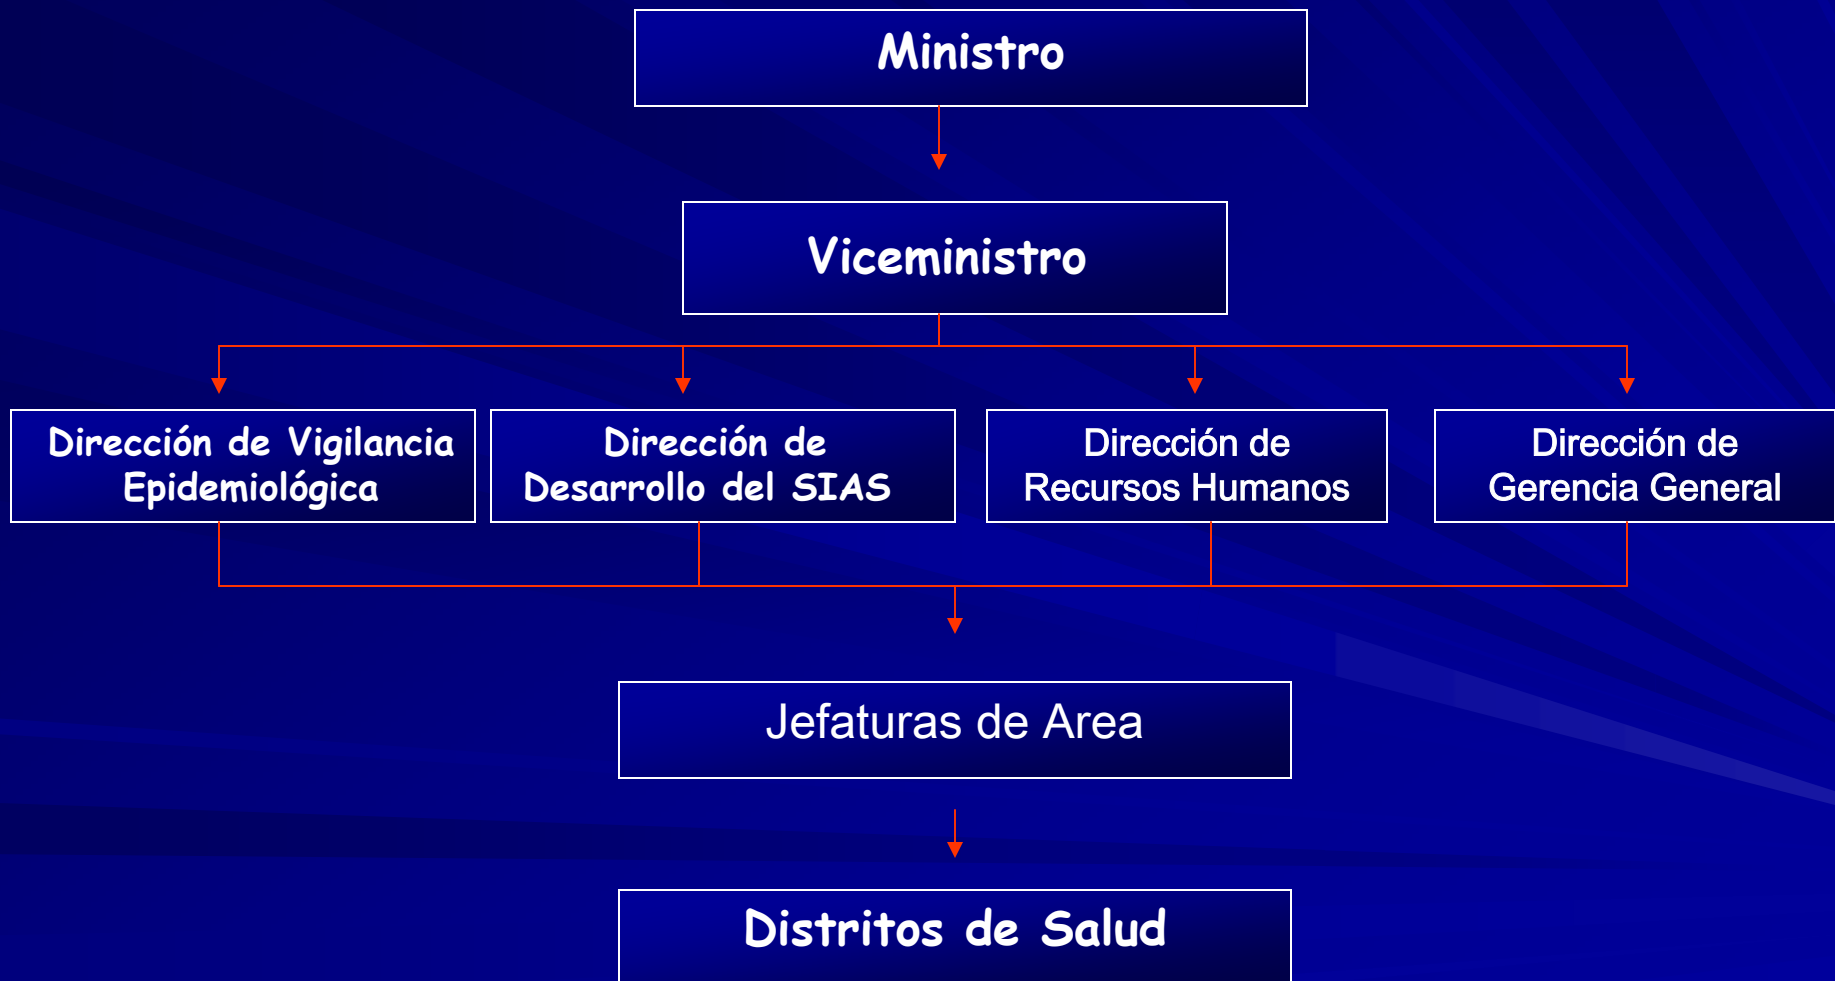 Ministro
Viceministro
Dirección de Vigilancia
Epidemiológica
Dirección de
Desarrollo del SIAS
Dirección de
Recursos Humanos
Dirección de
Gerencia General
Jefaturas de Area
Distritos de Salud